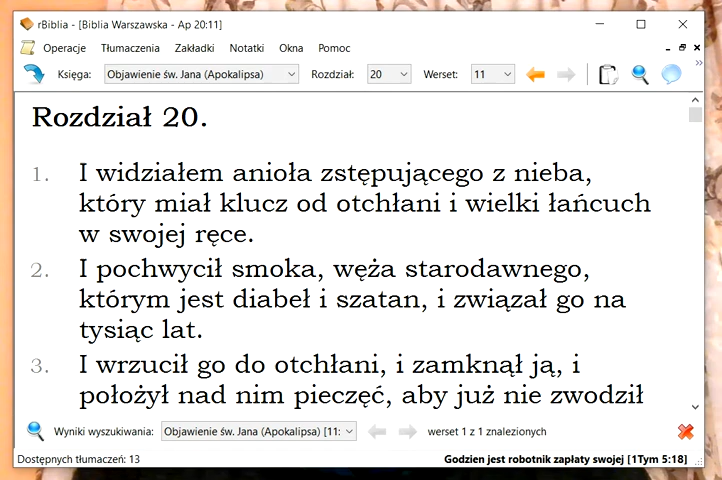 rBiblia - [Biblia Warszawska - Ap 20:11]
Operacje Tłumaczenia Zakładki Notatki Okna Pomoc
Księga: Objawienie św. Jana (Apokalipsa) Rozdział: 20 Werset: 11
Rozdział 20.
1. I widziałem anioła zstępującego z nieba,
który miał klucz od otchłani i wielki łańcuch
w swojej ręce.
2. I pochwycił smoka, węża starodawnego,
którym jest diabeł i szatan, i związał go na
tysiąc lat.
3. I wrzucił go do otchłani, i zamknął ją, i
położył nad nim pieczęć, aby już nie zwodził
Wyniki wyszukiwania: Objawienie św. Jana (Apokalipsa) [11: werset 1 z 1 znalezionych
Dostępnych tłumaczeń: 13 Godzien jest robotnik zapłaty swojej [1Tym 5:18]